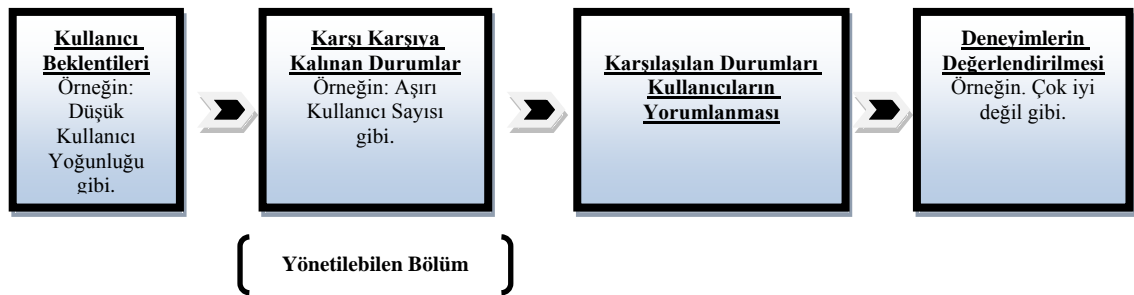 Kullanıcı
Beklentileri
Örneğin:
Düşük
Kullanıcı
Yoğunluğu
gibi.
Karşı Karşıya
Kalınan Durumlar
Örneğin: Aşırı
Kullanıcı Sayısı
gibi.
Karşılaşılan Durumları
Kullanıcıların
Yorumlanması
Deneyimlerin
Değerlendirilmesi
Örneğin. Çok iyi
değil gibi.
Yönetilebilen Bölüm